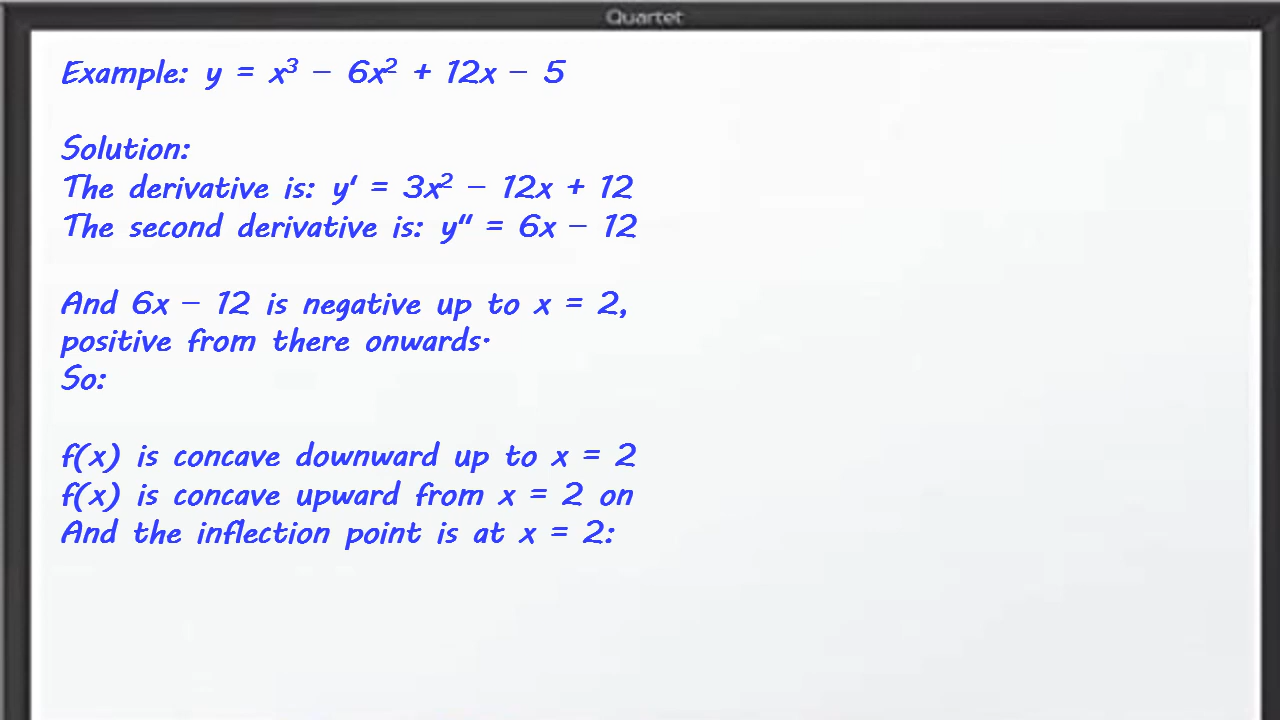 Quartet
Example: y = x³ – 6x² + 12x – 5
Solution:
The derivative is: y' = 3x² – 12x + 12
The second derivative is: y" = 6x – 12
And 6x – 12 is negative up to x = 2,
positive from there onwards·
So:
f(x) is concave downward up to x = 2
f(x) is concave upward from x = 2 on
And the inflection point is at x = 2: